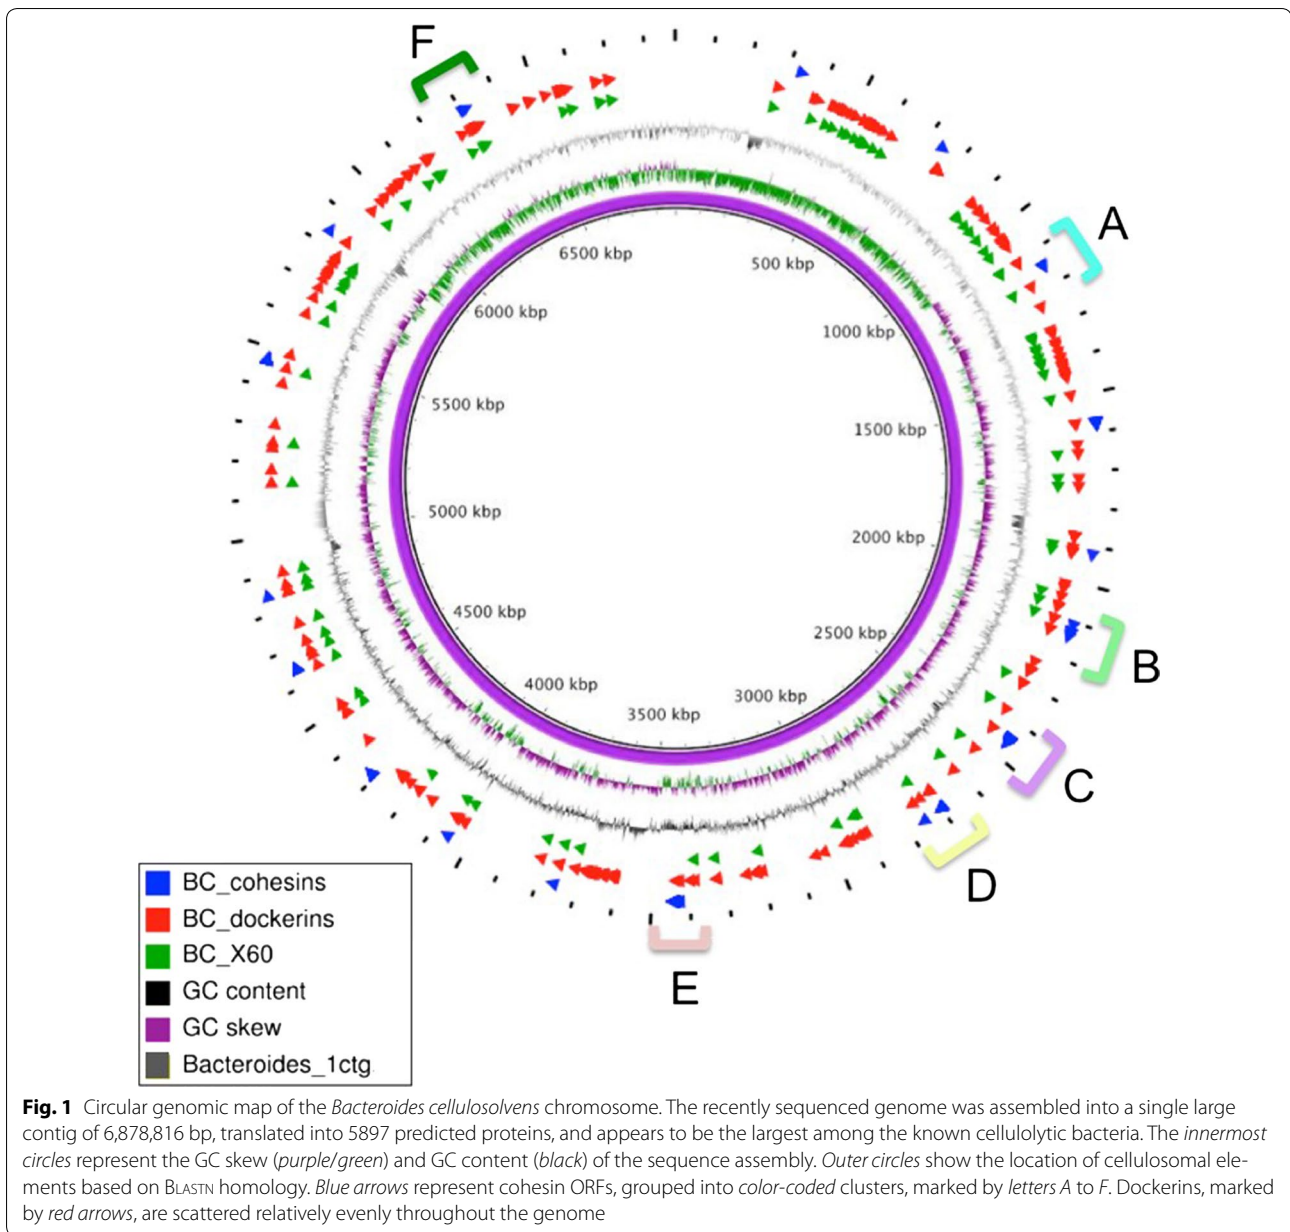 F
A
B
C
D
E
6500 kbp
500 kbp
6000 kbp
1000 kbp
5500 kbp
1500 kbp
5000 kbp
2000 kbp
4500 kbp
2500 kbp
4000 kbp
3000 kbp
3500 kbp
BC_cohesins
BC_dockerins
BC_X60
GC content
GC skew
Bacteroides_1ctg
Fig. 1 Circular genomic map of the Bacteroides cellulosolvens chromosome. The recently sequenced genome was assembled into a single large
contig of 6,878,816 bp, translated into 5897 predicted proteins, and appears to be the largest among the known cellulolytic bacteria. The innermost
circles represent the GC skew (purple/green) and GC content (black) of the sequence assembly. Outer circles show the location of cellulosomal ele-
ments based on BLASTN homology. Blue arrows represent cohesin ORFs, grouped into color-coded clusters, marked by letters A to F. Dockerins, marked
by red arrows, are scattered relatively evenly throughout the genome